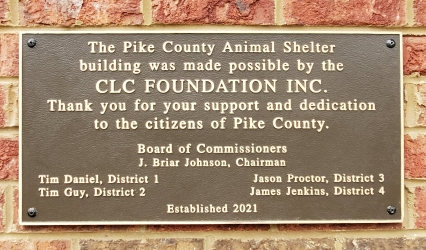 The Pike County Animal Shelter
building was made possible by the
CLC FOUNDATION INC.
Thank you for your support and dedication
to the citizens of Pike County.
Board of Commissioners
J. Briar Johnson, Chairman
Tim Daniel, District 1 Jason Proctor, District 3
Tim Guy, District 2 James Jenkins, District 4
Established 2021